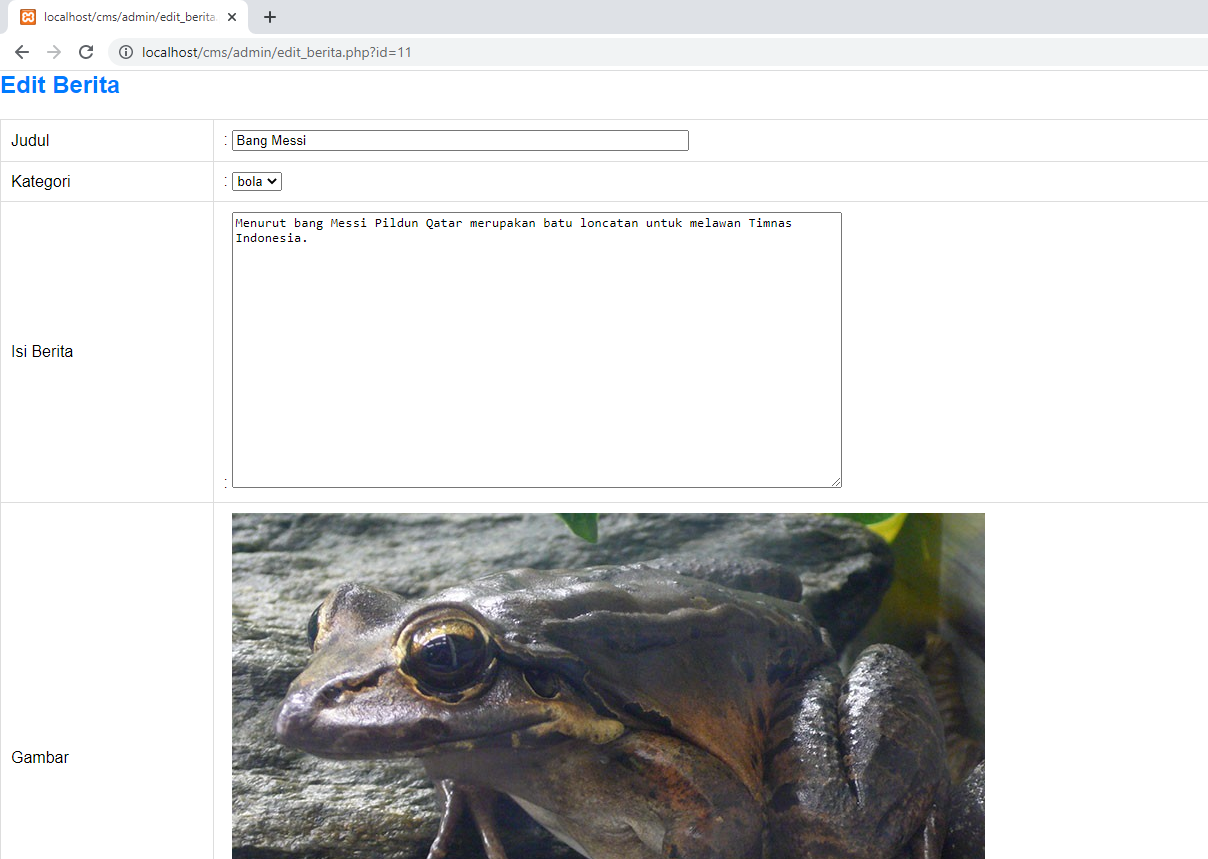 localhost/cms/admin/edit_berita.
localhost/cms/admin/edit_berita.php?id=11
Edit Berita
Judul : Bang Messi
Kategori : bola
Isi Berita : Menurut bang Messi Pildun Qatar merupakan batu loncatan untuk melawan Timnas
Indonesia.
Gambar